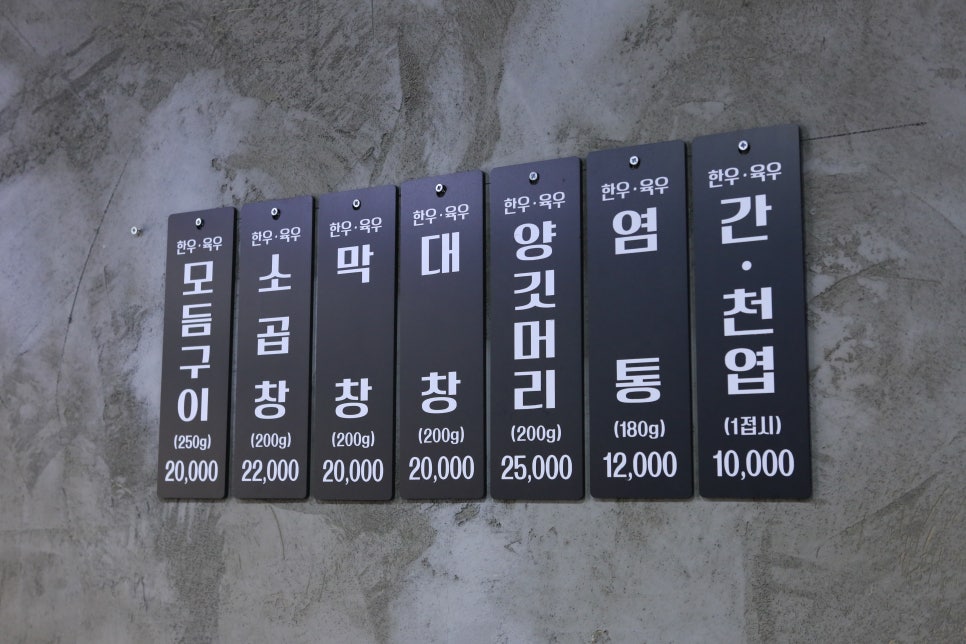 한우·육우
모듬구이
(250g)
20,000
한우·육우
소곱창
(200g)
22,000
한우·육우
막창
(200g)
20,000
한우·육우
대창
(200g)
20,000
한우·육우
양깃머리
(200g)
25,000
한우·육우
염통
(180g)
12,000
한우·육우
간·천엽
(1접시)
10,000